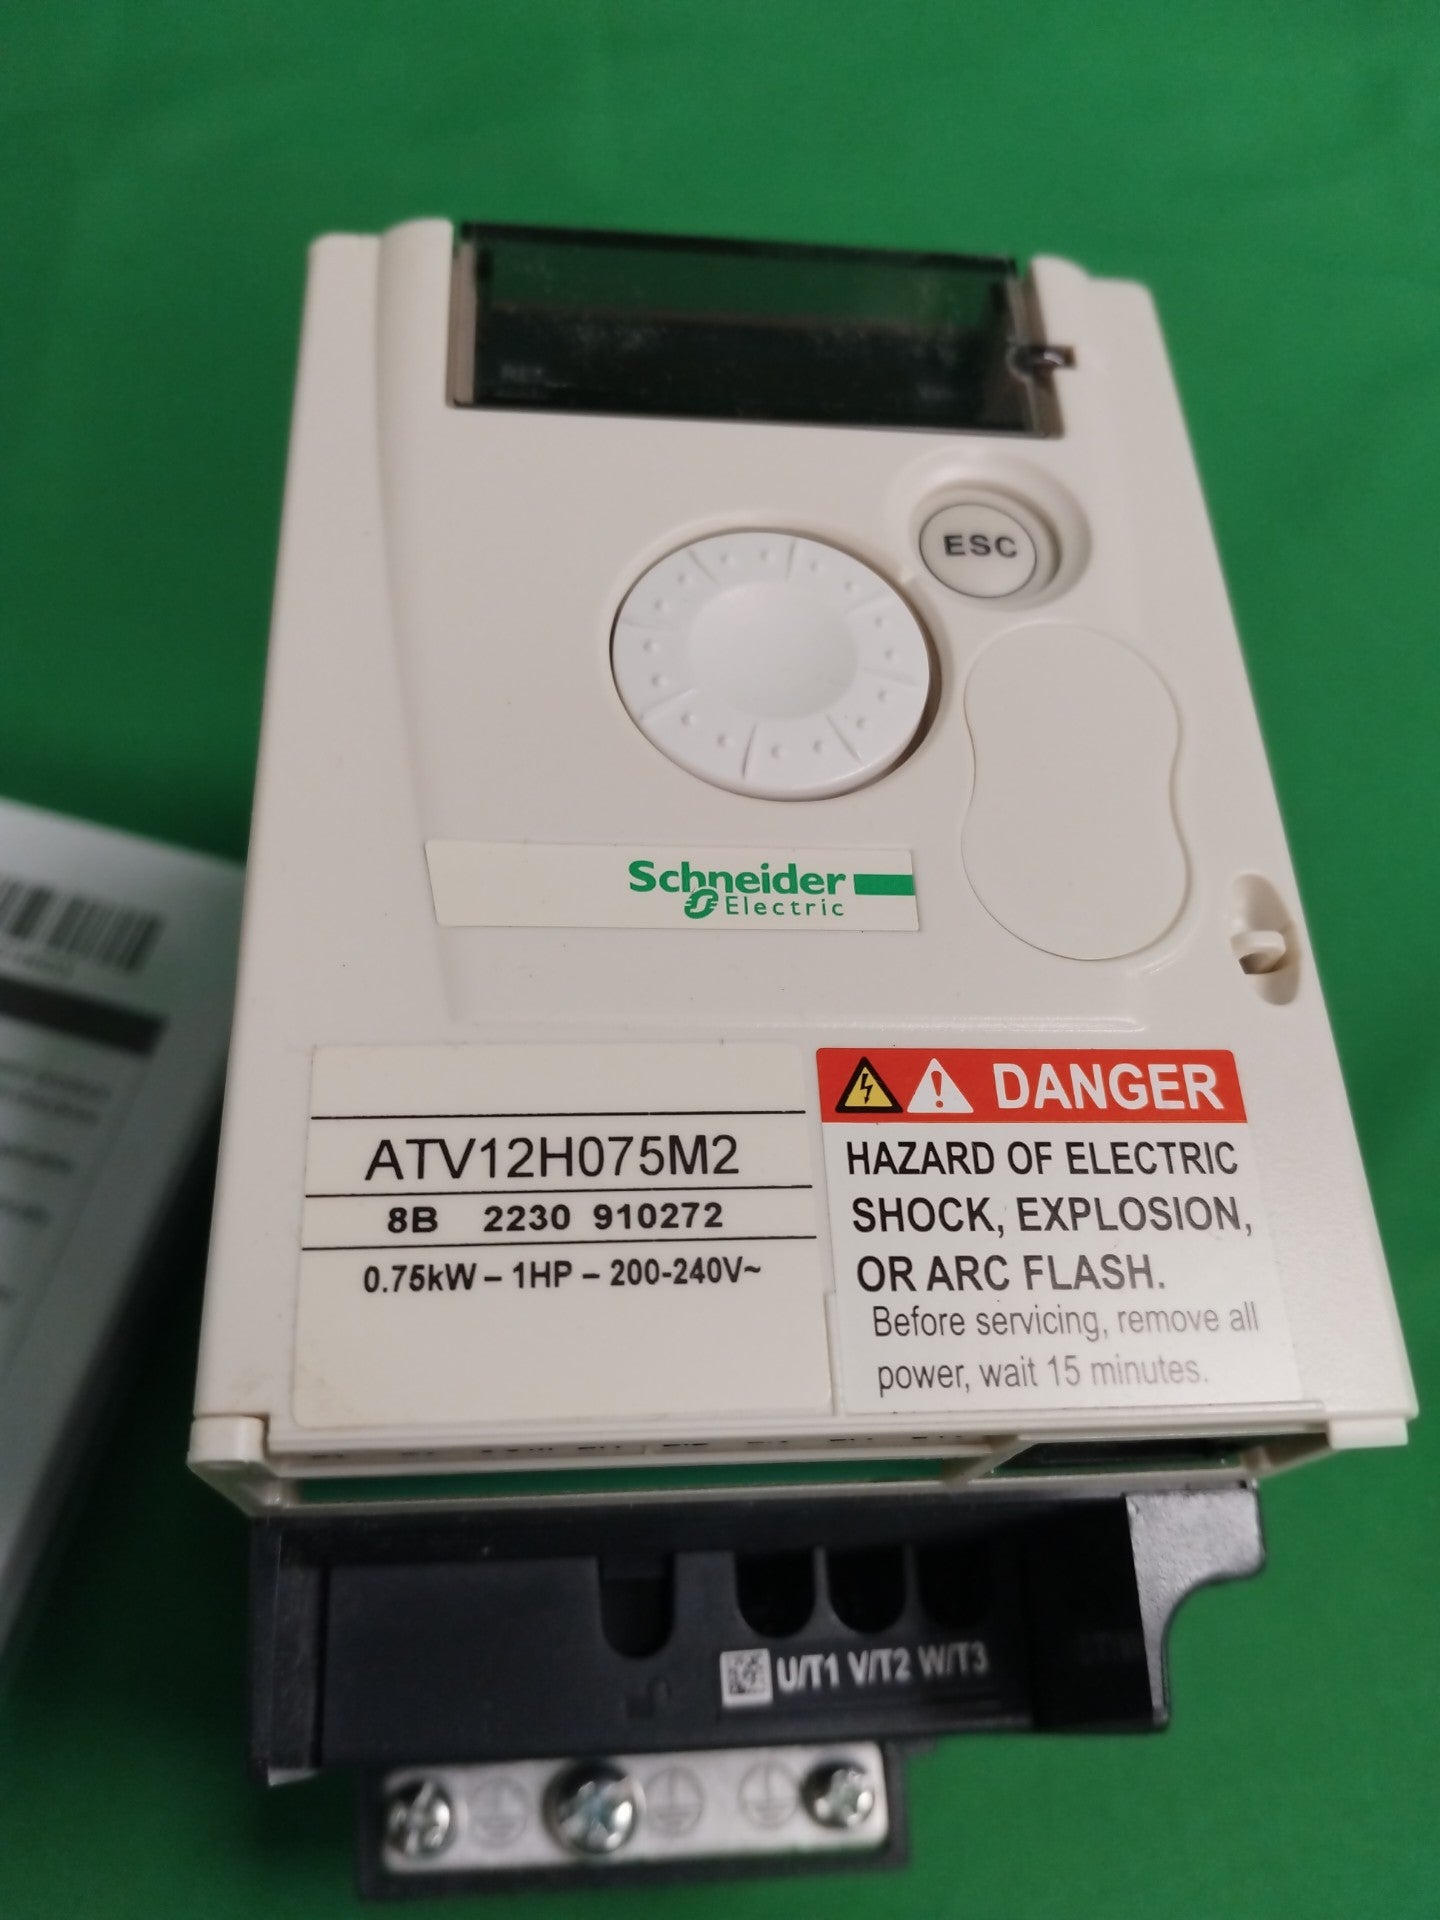 ESC
Schneider
Electric
ATV12H075M2
8B 2230 910272
0.75kW – 1HP – 200-240V~
DANGER
HAZARD OF ELECTRIC
SHOCK, EXPLOSION,
OR ARC FLASH.
Before servicing, remove all
power, wait 15 minutes.
U/T1 V/T2 W/T3